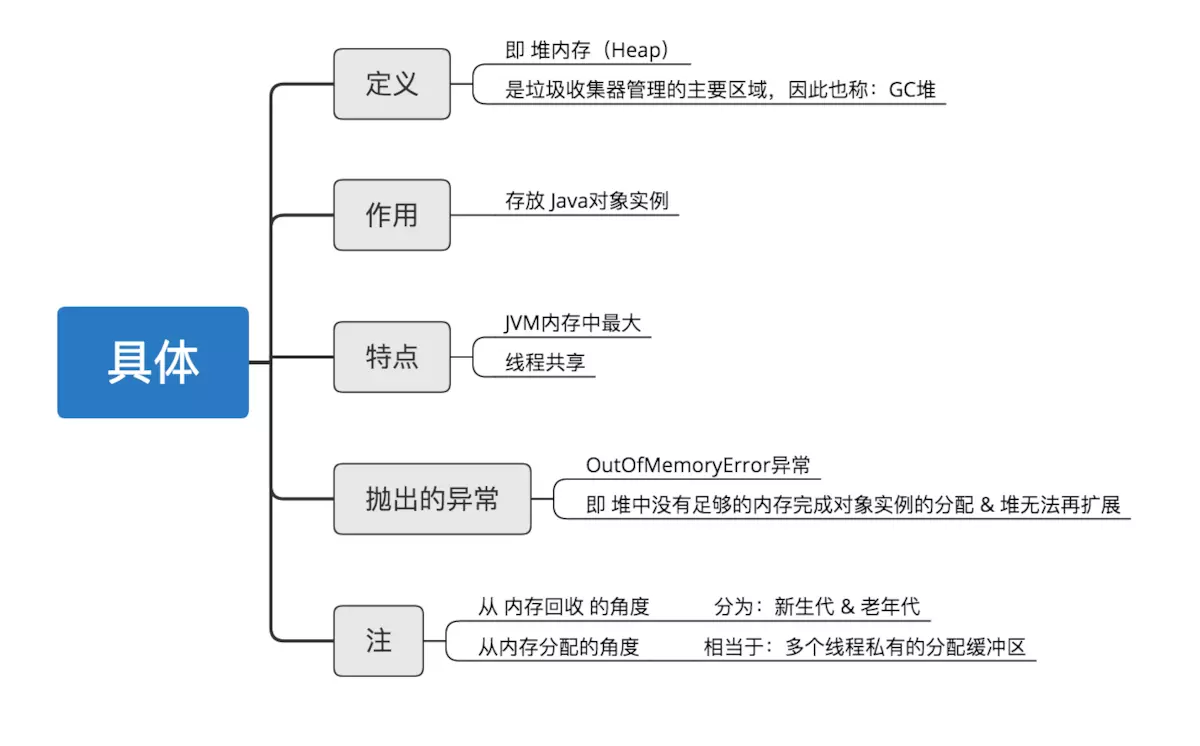 具体
定义
即 堆内存（Heap）
是垃圾收集器管理的主要区域，因此也称：GC堆
作用
存放 Java对象实例
特点
JVM内存中最大
线程共享
抛出的异常
OutOfMemoryError异常
即 堆中没有足够的内存完成对象实例的分配 & 堆无法再扩展
注
从 内存回收 的角度 分为：新生代 & 老年代
从内存分配的角度 相当于：多个线程私有的分配缓冲区